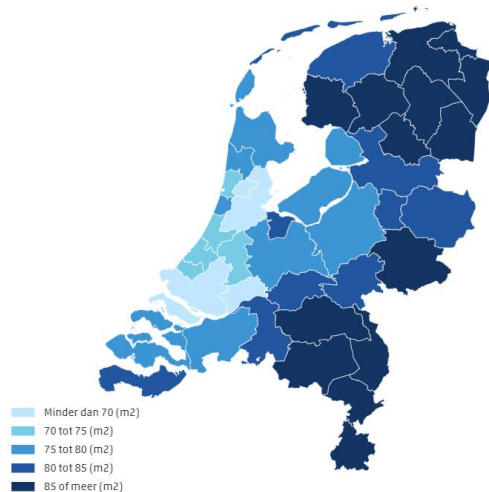 Minder dan 70 (m2)
70 tot 75 (m2)
75 tot 80 (m2)
80 tot 85 (m2)
85 of meer (m2)